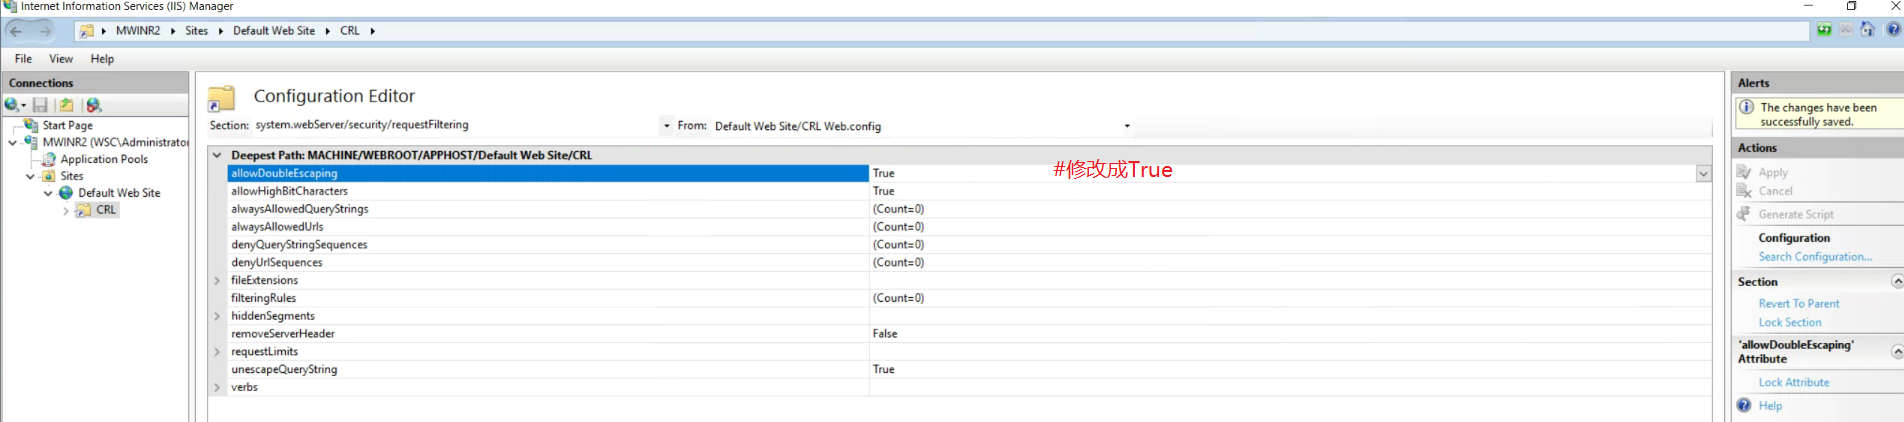 Internet Information Services (IIS) Manager
MWINR2 Sites Default Web Site CRL
File View Help
Connections
Start Page
MWINR2 (WSC\Administrator
Application Pools
Sites
Default Web Site
CRL
Configuration Editor
Section: system.webServer/security/requestFiltering From: Default Web Site/CRL Web.config
Deepest Path: MACHINE/WEBROOT/APPHOST/Default Web Site/CRL
allowDoubleEscaping True #修改成True
allowHighBitCharacters True
alwaysAllowedQueryStrings (Count=0)
alwaysAllowedUrls (Count=0)
denyQueryStringSequences (Count=0)
denyUrlSequences (Count=0)
fileExtensions
filteringRules (Count=0)
hiddenSegments
removeServerHeader False
requestLimits
unescapeQueryString True
verbs
Alerts
The changes have been
successfully saved.
Actions
Apply
Cancel
Generate Script
Configuration
Search Configuration...
Section
Revert To Parent
Lock Section
'allowDoubleEscaping'
Attribute
Lock Attribute
Help